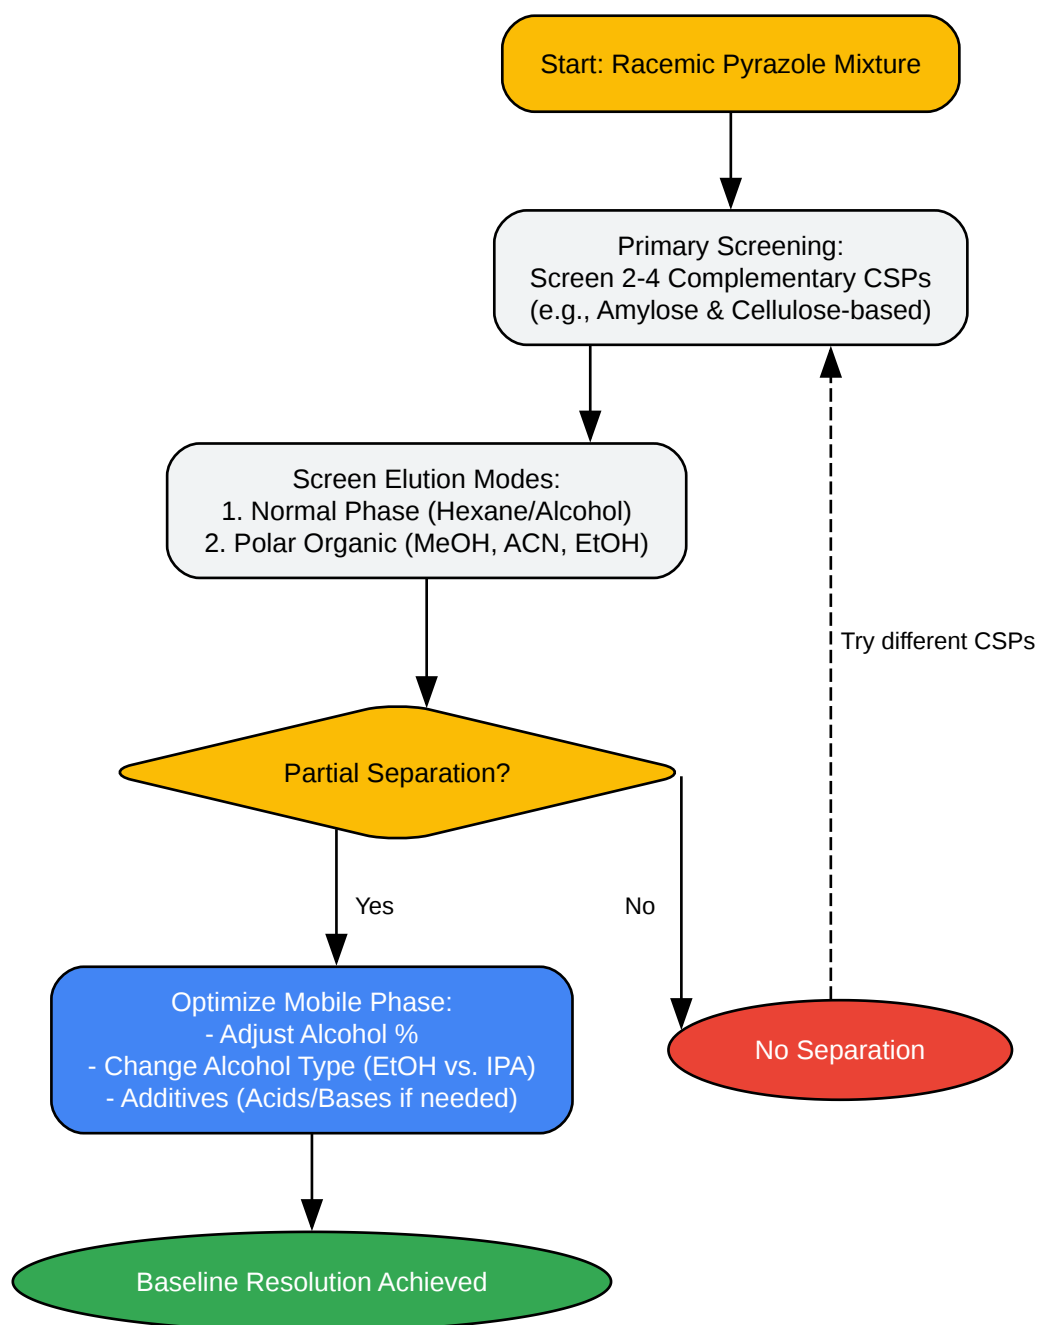 Start: Racemic Pyrazole Mixture
Primary Screening:
Screen 2-4 Complementary CSPs
(e.g., Amylose & Cellulose-based)
Screen Elution Modes:
1. Normal Phase (Hexane/Alcohol)
2. Polar Organic (MeOH, ACN, EtOH)
Try different CSPs
Partial Separation?
Yes
No
Optimize Mobile Phase:
- Adjust Alcohol %
- Change Alcohol Type (EtOH vs. IPA)
- Additives (Acids/Bases if needed)
No Separation
Baseline Resolution Achieved